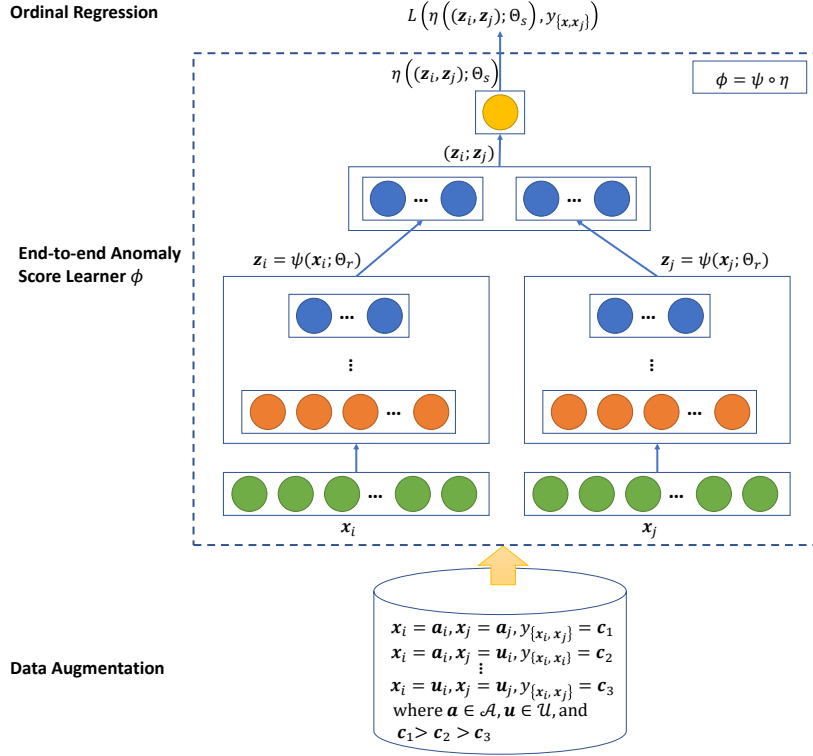 Ordinal Regression
L(η((z_i, z_j); Θ_s), y_{x,x_j})
η((z_i, z_j); Θ_s)
ϕ = ψ ∘ η
(z_i; z_j)
... ...
End-to-end Anomaly
Score Learner ϕ
z_i = ψ(x_i; Θ_r) z_j = ψ(x_j; Θ_r)
... ...
⋮ ⋮
... ...
... ...
x_i x_j
Data Augmentation
x_i = a_i, x_j = a_j, y_{x_i, x_j} = c_1
x_i = a_i, x_j = u_i, y_{x_i, x_i} = c_2
⋮
x_i = u_i, x_j = u_j, y_{x_i, x_j} = c_3
where a ∈ 𝒜, u ∈ 𝒰, and
c_1 > c_2 > c_3